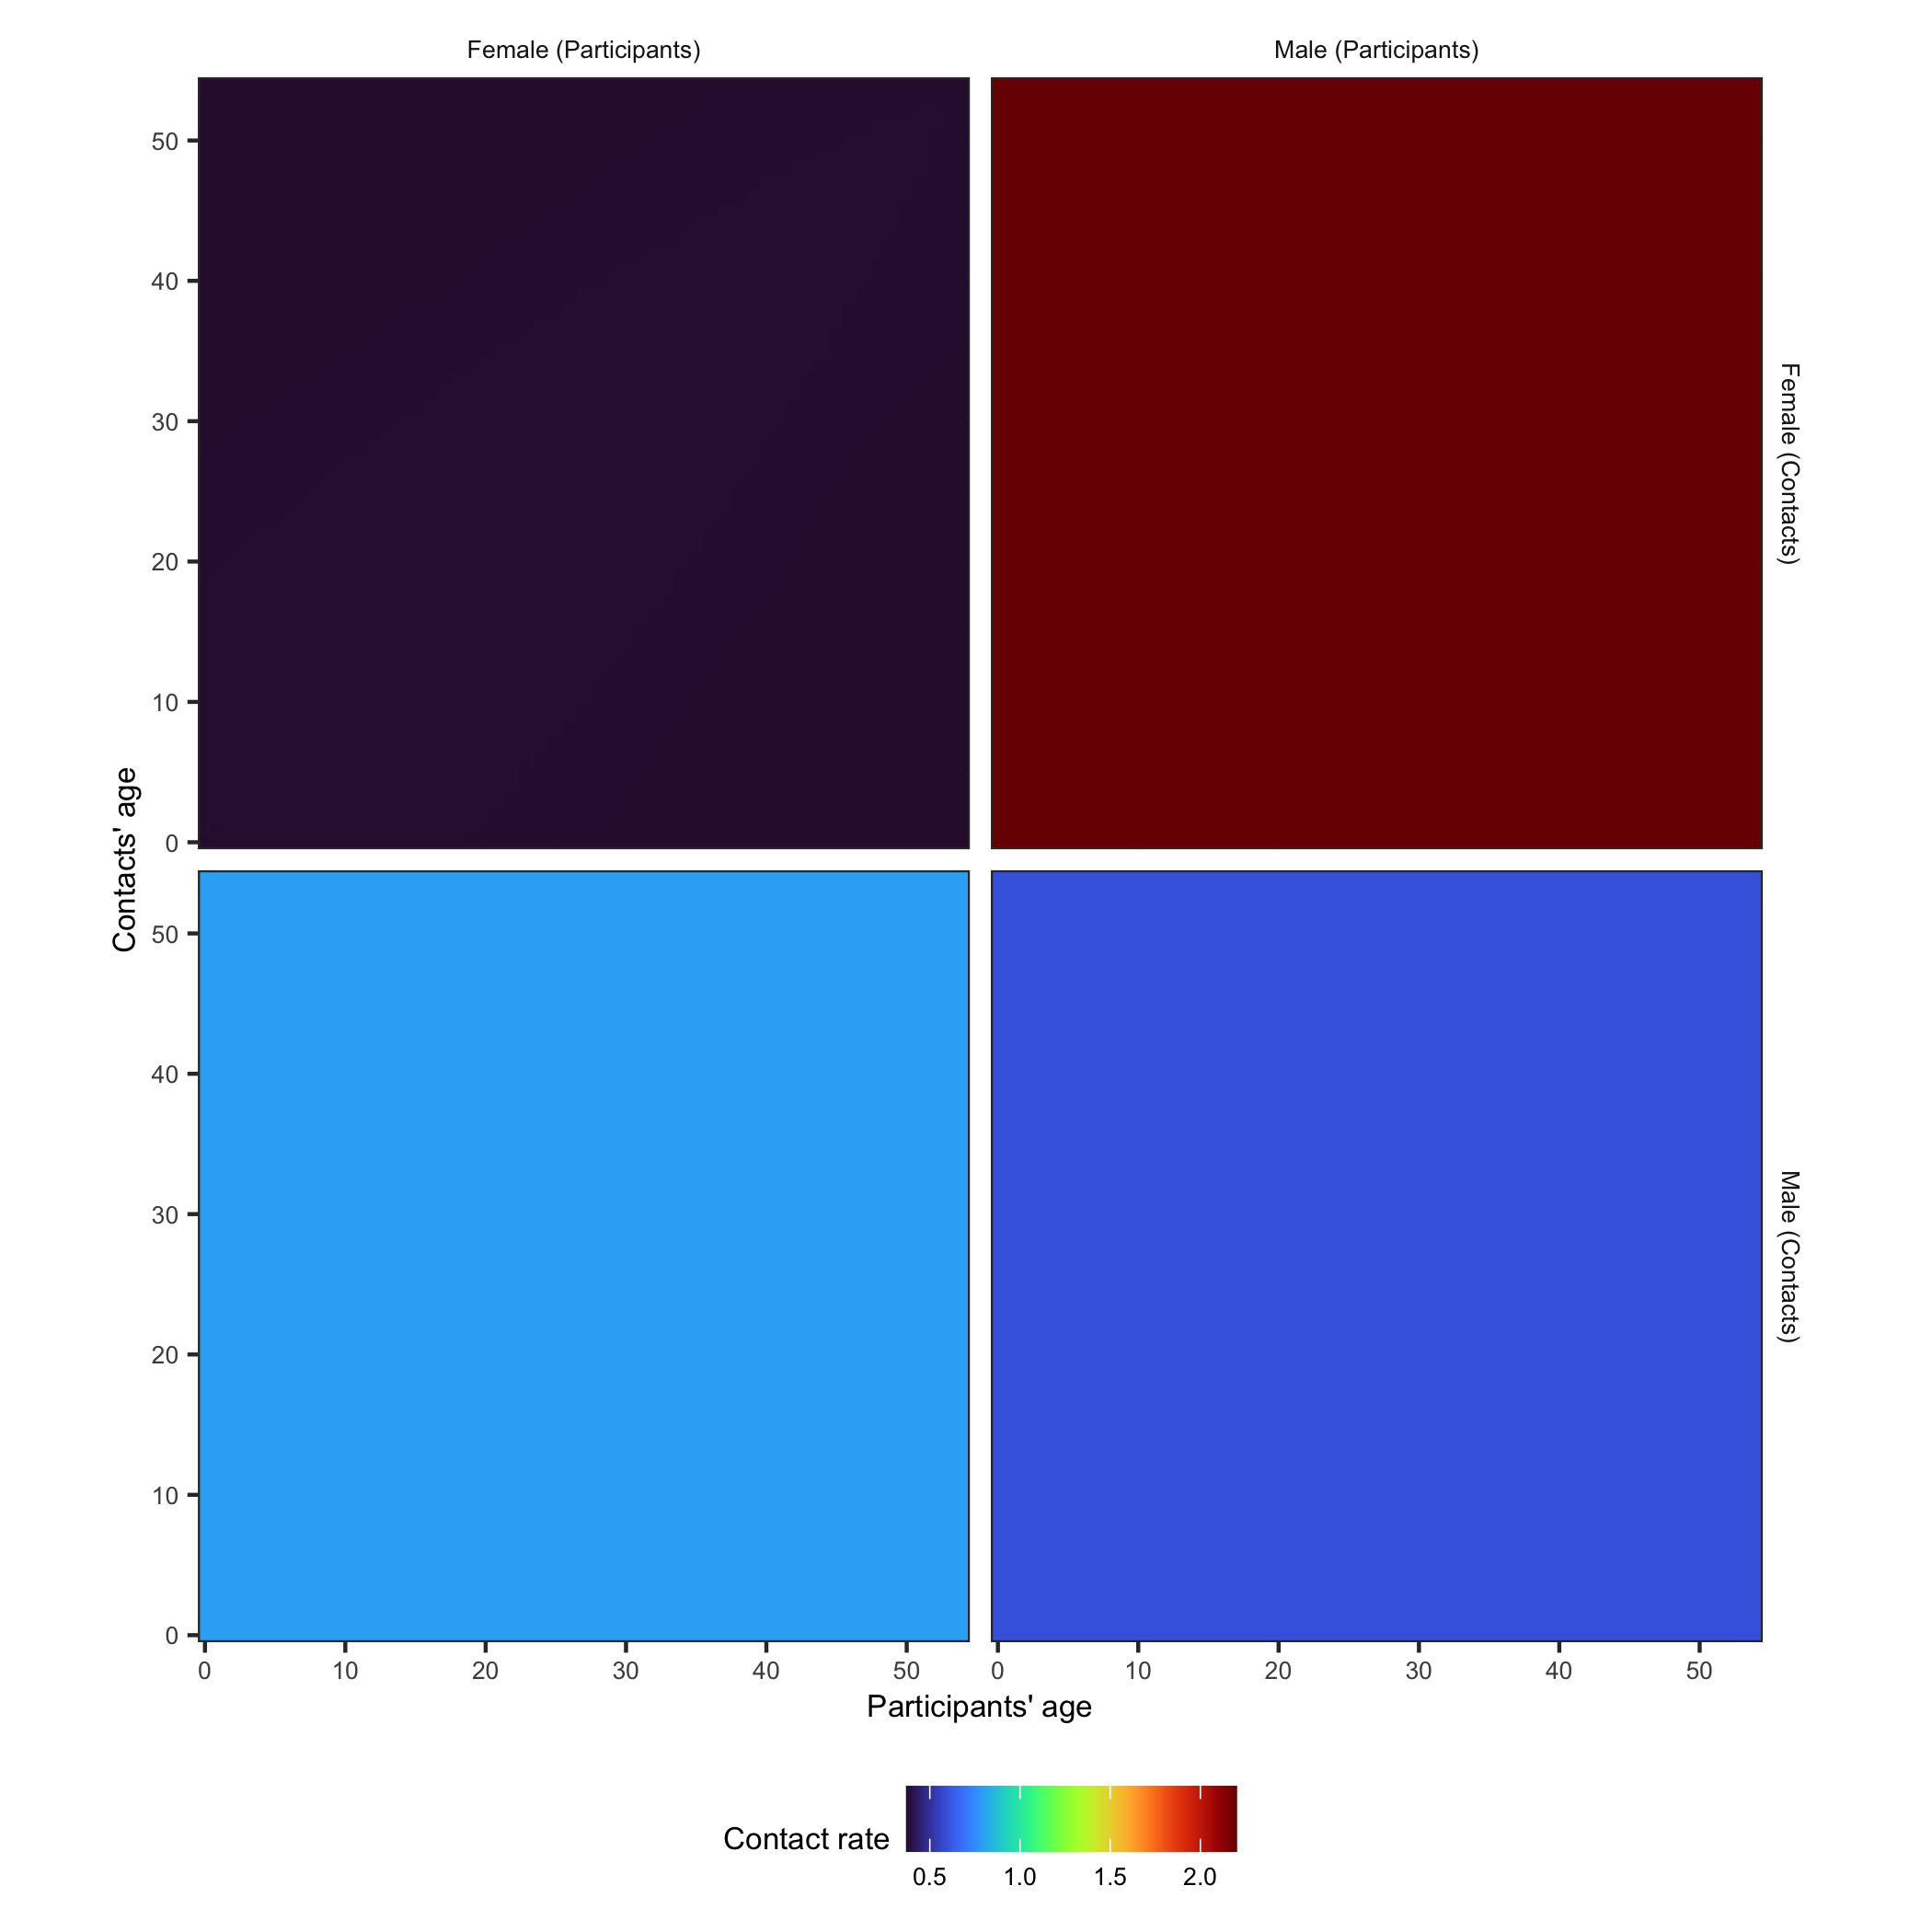 Female (Participants)
Male (Participants)
50
40
30
20
10
0
Female (Contacts)
Contacts' age
50
40
30
20
10
0
Male (Contacts)
0 10 20 30 40 50
0 10 20 30 40 50
Participants' age
Contact rate
0.5 1.0 1.5 2.0